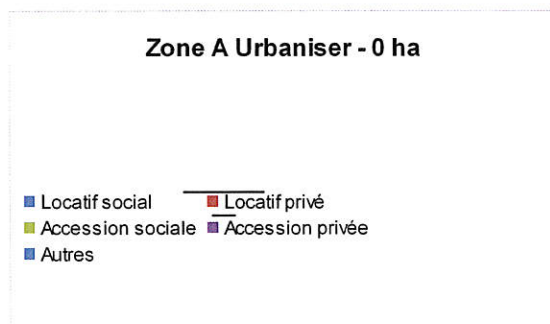 Zone A Urbaniser - 0 ha
Locatif social Locatif privé
Accession sociale Accession privée
Autres